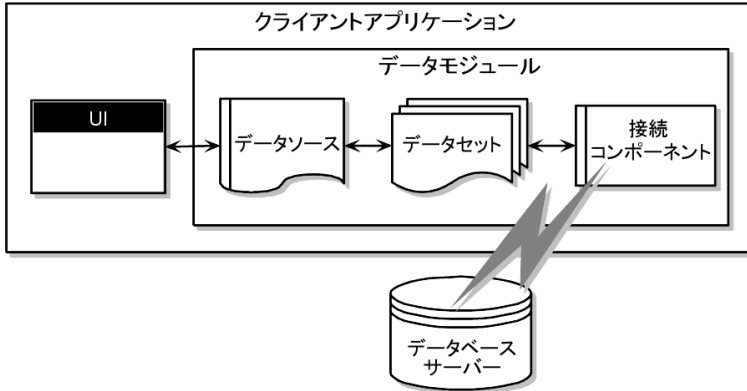 クライアントアプリケーション
データモジュール
UI
データソース
データセット
接続
コンポーネント
データベース
サーバー